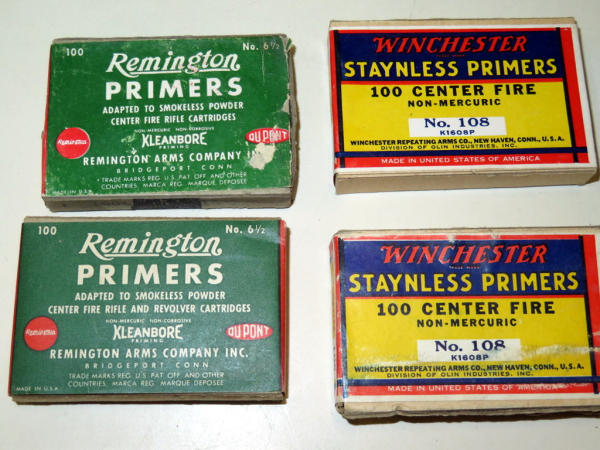 100 Remington No. 6½
PRIMERS
ADAPTED TO SMOKELESS POWDER
CENTER FIRE RIFLE CARTRIDGES
NON-MERCURIC NON-CORROSIVE
KLEANBORE
PRIMING
Remington
DU PONT
REMINGTON ARMS COMPANY IN
BRIDGEPORT, CONN
TRADE MARKS REG. U.S. PAT. OFF. AND OTHER
COUNTRIES, MARCA REG. MARQUE DEPOSEE
MADE IN U.S.A.
WINCHESTER
TRADE MARK
STAYNLESS PRIMERS
100 CENTER FIRE
NON-MERCURIC
No. 108
K1608P
WINCHESTER REPEATING ARMS CO., NEW HAVEN, CONN., U.S.A.
DIVISION OF OLIN INDUSTRIES, INC.
MADE IN UNITED STATES OF AMERICA
100 Remington No. 6½
PRIMERS
ADAPTED TO SMOKELESS POWDER
CENTER FIRE RIFLE AND REVOLVER CARTRIDGES
NON-MERCURIC NON-CORROSIVE
KLEANBORE
PRIMING
Remington
DU PONT
REMINGTON ARMS COMPANY INC.
BRIDGEPORT, CONN
TRADE MARKS REG. U.S. PAT. OFF. AND OTHER
COUNTRIES, MARCA REG. MARQUE DEPOSEE
MADE IN U.S.A.
WINCHESTER
TRADE MARK
STAYNLESS PRIMERS
100 CENTER FIRE
NON-MERCURIC
No. 108
K1608P
WINCHESTER REPEATING ARMS CO., NEW HAVEN, CONN., U.S.A.
DIVISION OF OLIN INDUSTRIES, INC.
MADE IN UNITED STATES OF AMERICA